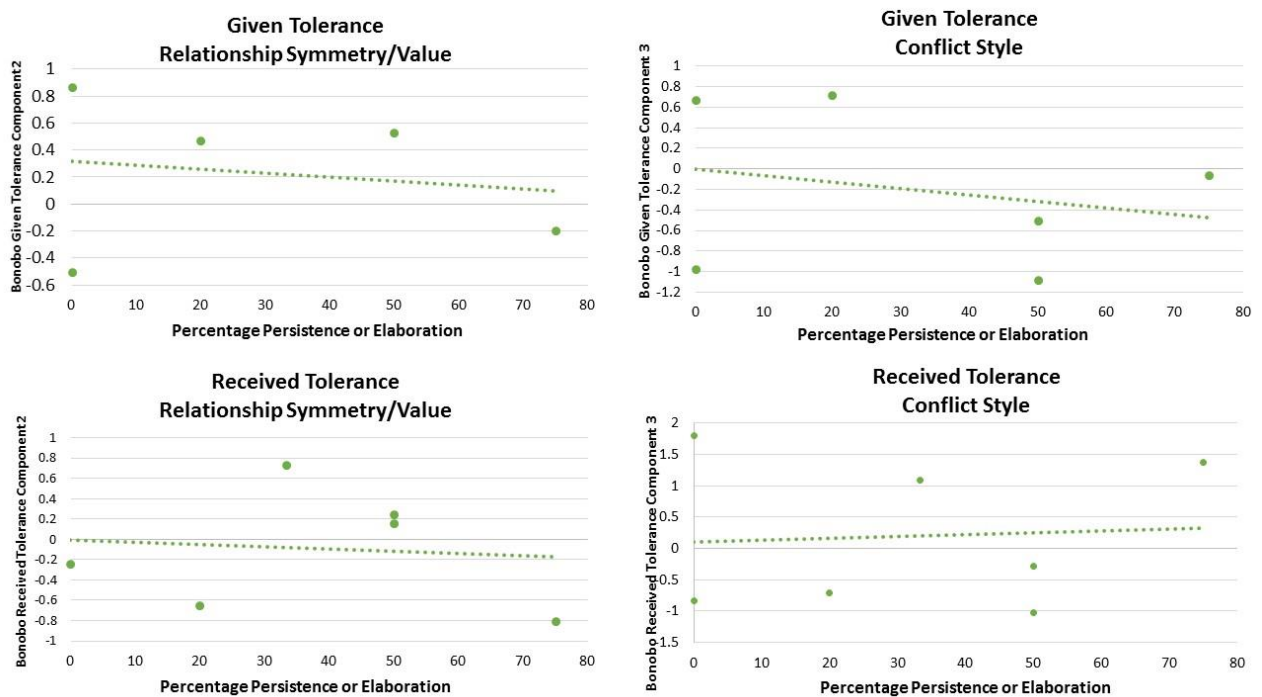 Given Tolerance
Relationship Symmetry/Value
Bonobo Given Tolerance Component 2
1
0.8
0.6
0.4
0.2
0
-0.2
-0.4
-0.6
0 10 20 30 40 50 60 70 80
Percentage Persistence or Elaboration
Given Tolerance
Conflict Style
Bonobo Given Tolerance Component 3
1
0.8
0.6
0.4
0.2
0
-0.2
-0.4
-0.6
-0.8
-1
-1.2
0 10 20 30 40 50 60 70 80
Percentage Persistence or Elaboration
Received Tolerance
Relationship Symmetry/Value
Bonobo Received Tolerance Component 2
1
0.8
0.6
0.4
0.2
0
-0.2
-0.4
-0.6
-0.8
-1
0 10 20 30 40 50 60 70 80
Percentage Persistence or Elaboration
Received Tolerance
Conflict Style
Bonobo Received Tolerance Component 3
2
1.5
1
0.5
0
-0.5
-1
-1.5
0 10 20 30 40 50 60 70 80
Percentage Persistence or Elaboration